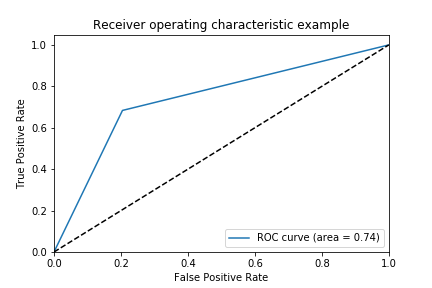 Receiver operating characteristic example
True Positive Rate
1.0
0.8
0.6
0.4
0.2
0.0
0.0 0.2 0.4 0.6 0.8 1.0
False Positive Rate
ROC curve (area = 0.74)